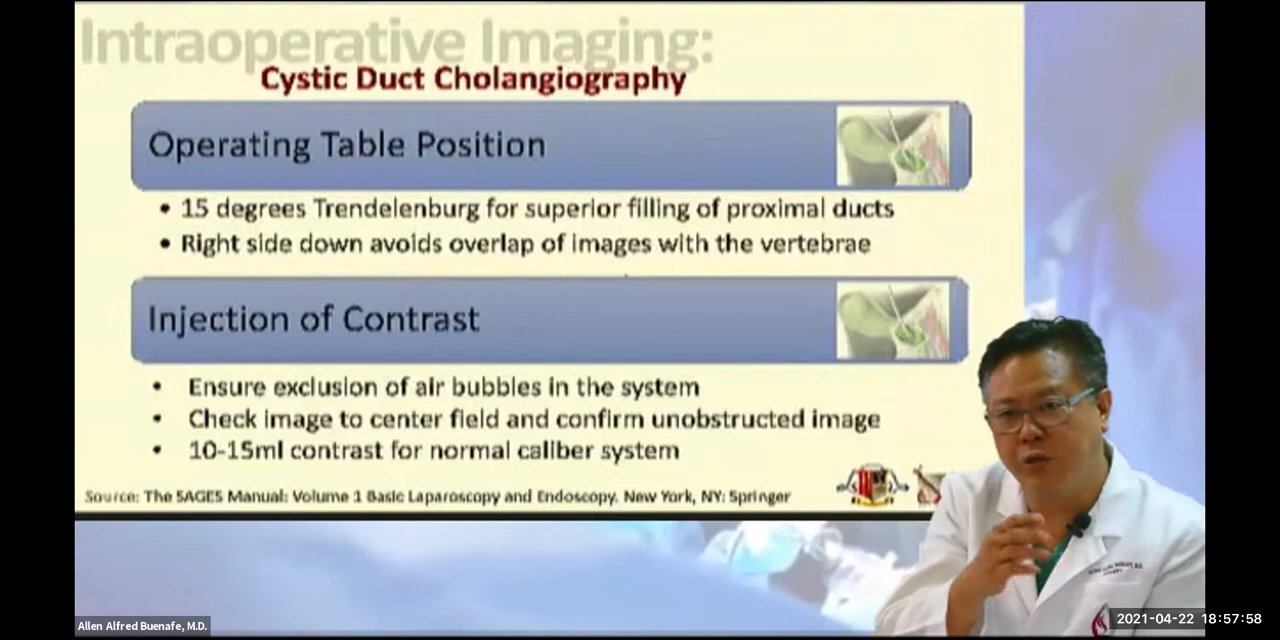 Intraoperative Imaging:
Cystic Duct Cholangiography
Operating Table Position
• 15 degrees Trendelenburg for superior filling of proximal ducts
• Right side down avoids overlap of images with the vertebrae
Injection of Contrast
• Ensure exclusion of air bubbles in the system
• Check image to center field and confirm unobstructed image
• 10-15ml contrast for normal caliber system
Source: The SAGES Manual: Volume 1 Basic Laparoscopy and Endoscopy. New York, NY: Springer
Allen Alfred Buenafe, M.D.
2021-04-22 18:57:58